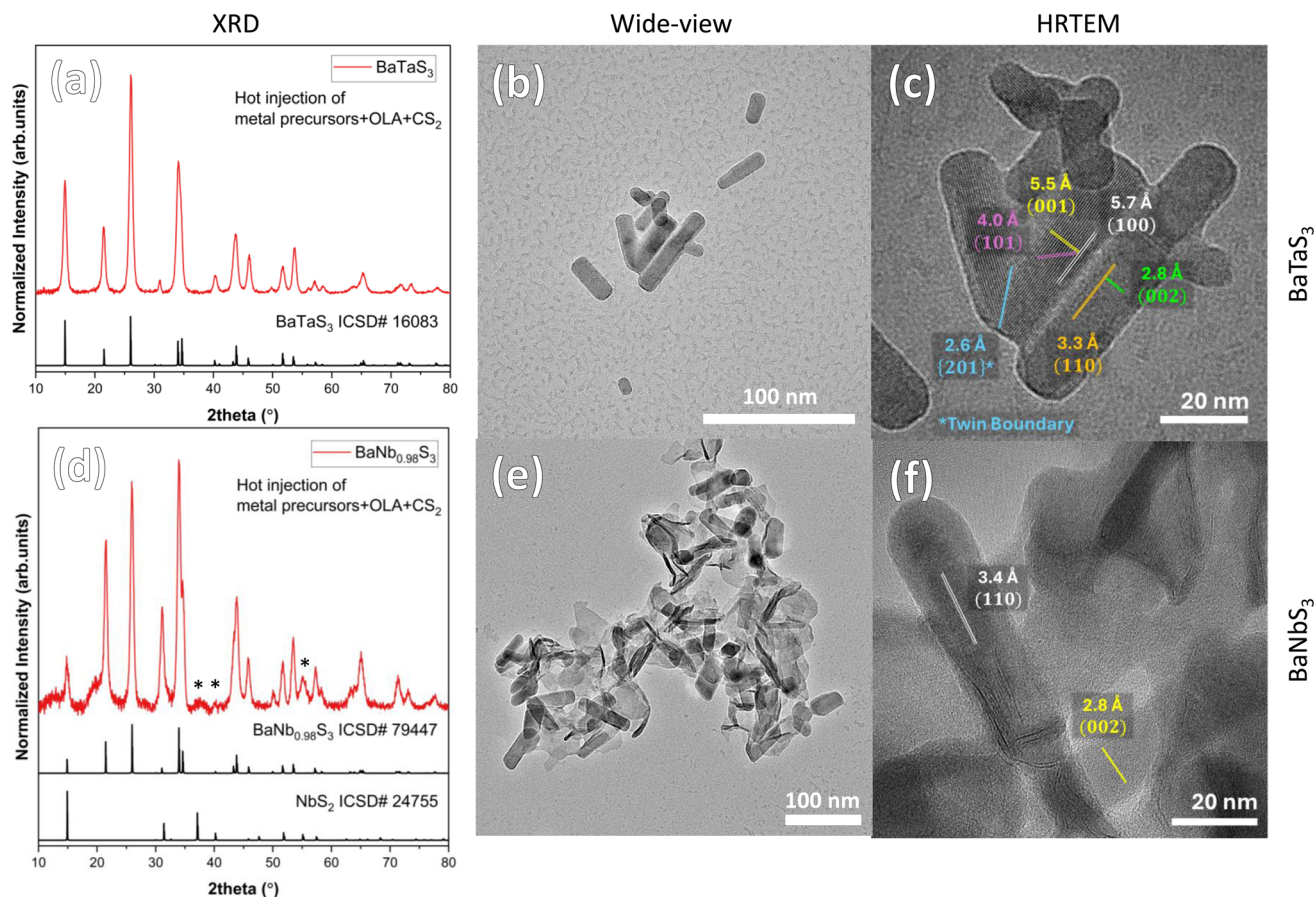 XRD
Wide-view
HRTEM
(a)
BaTaS₃
Hot injection of
metal precursors+OLA+CS₂
BaTaS₃ ICSD# 16083
Normalized Intensity (arb.units)
10 20 30 40 50 60 70 80
2theta (°)
(b)
100 nm
(c)
5.5 Å
(001)
5.7 Å
(100)
4.0 Å
(101)
2.8 Å
(002)
2.6 Å
{201}*
3.3 Å
(110)
*Twin Boundary
20 nm
BaTaS₃
(d)
BaNb₀.₉₈S₃
Hot injection of
metal precursors+OLA+CS₂
* * *
BaNb₀.₉₈S₃ ICSD# 79447
NbS₂ ICSD# 24755
Normalized Intensity (arb.units)
10 20 30 40 50 60 70 80
2theta (°)
(e)
100 nm
(f)
3.4 Å
(110)
2.8 Å
(002)
20 nm
BaNbS₃